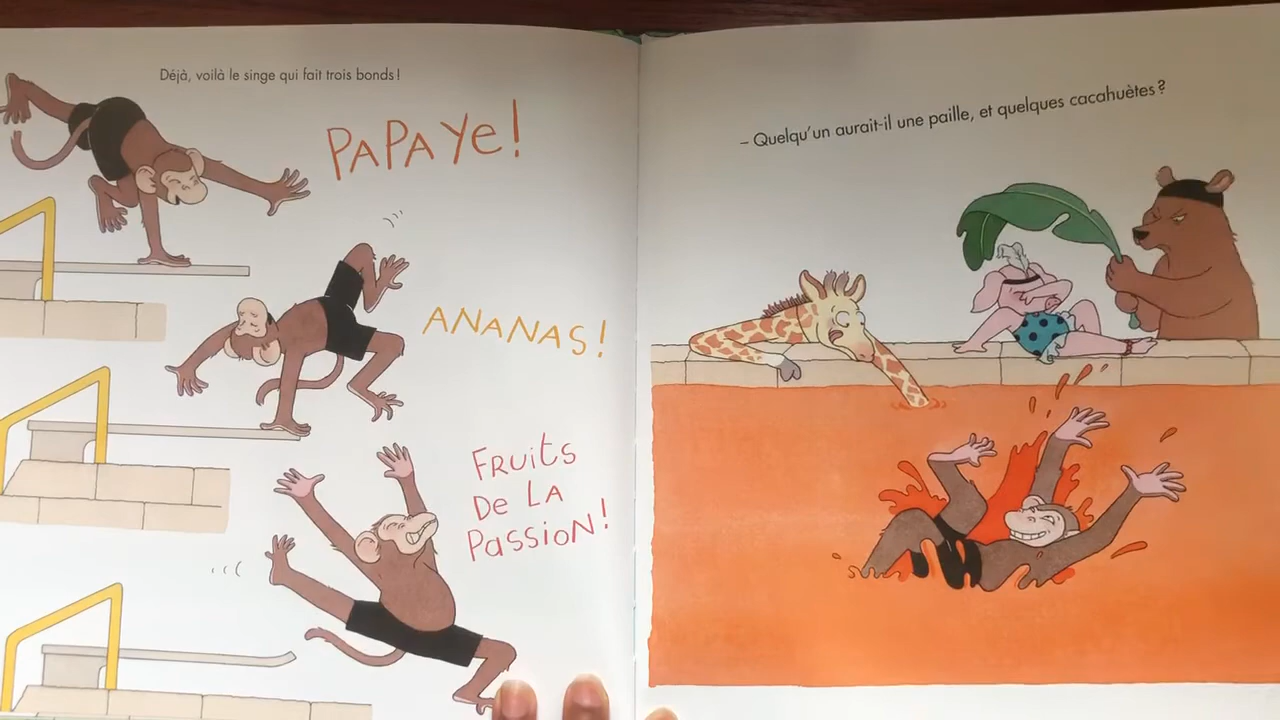 Déjà, voilà le singe qui fait trois bonds !
PAPAYe !
ANANAS !
FRuits
De LA
PassioN !
– Quelqu'un aurait-il une paille, et quelques cacahuètes ?